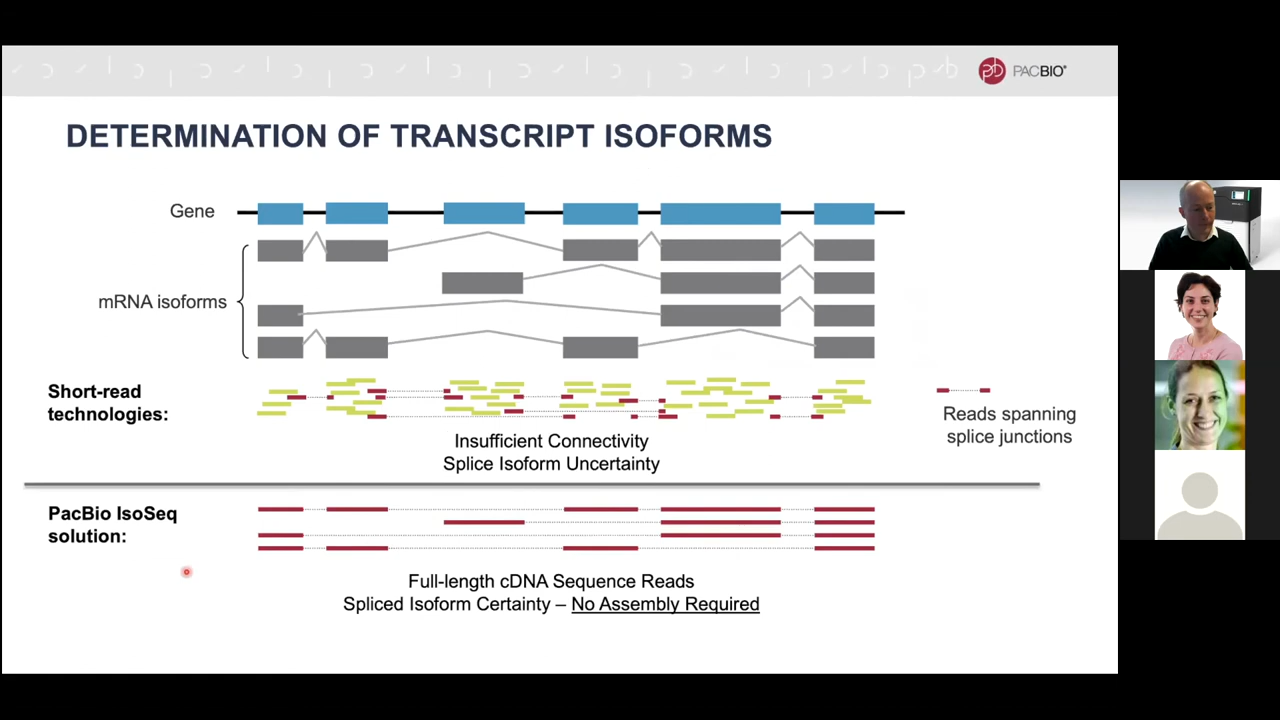 PACBIO®
DETERMINATION OF TRANSCRIPT ISOFORMS
Gene
mRNA isoforms
Short-read
technologies:
Reads spanning
splice junctions
Insufficient Connectivity
Splice Isoform Uncertainty
PacBio IsoSeq
solution:
Full-length cDNA Sequence Reads
Spliced Isoform Certainty – No Assembly Required